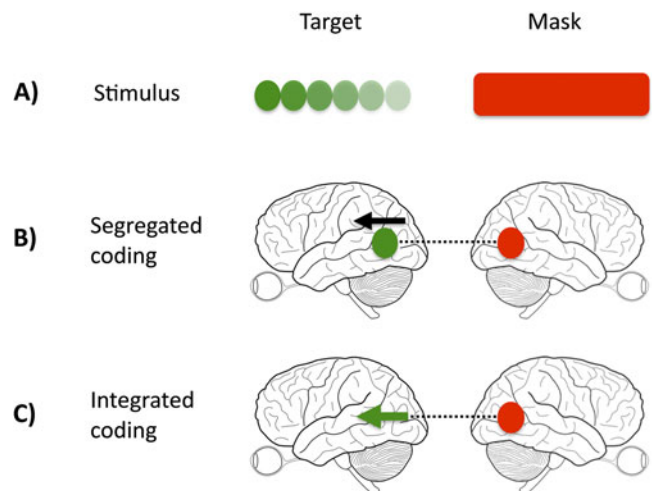 Target Mask
A) Stimulus
B) Segregated
coding
C) Integrated
coding